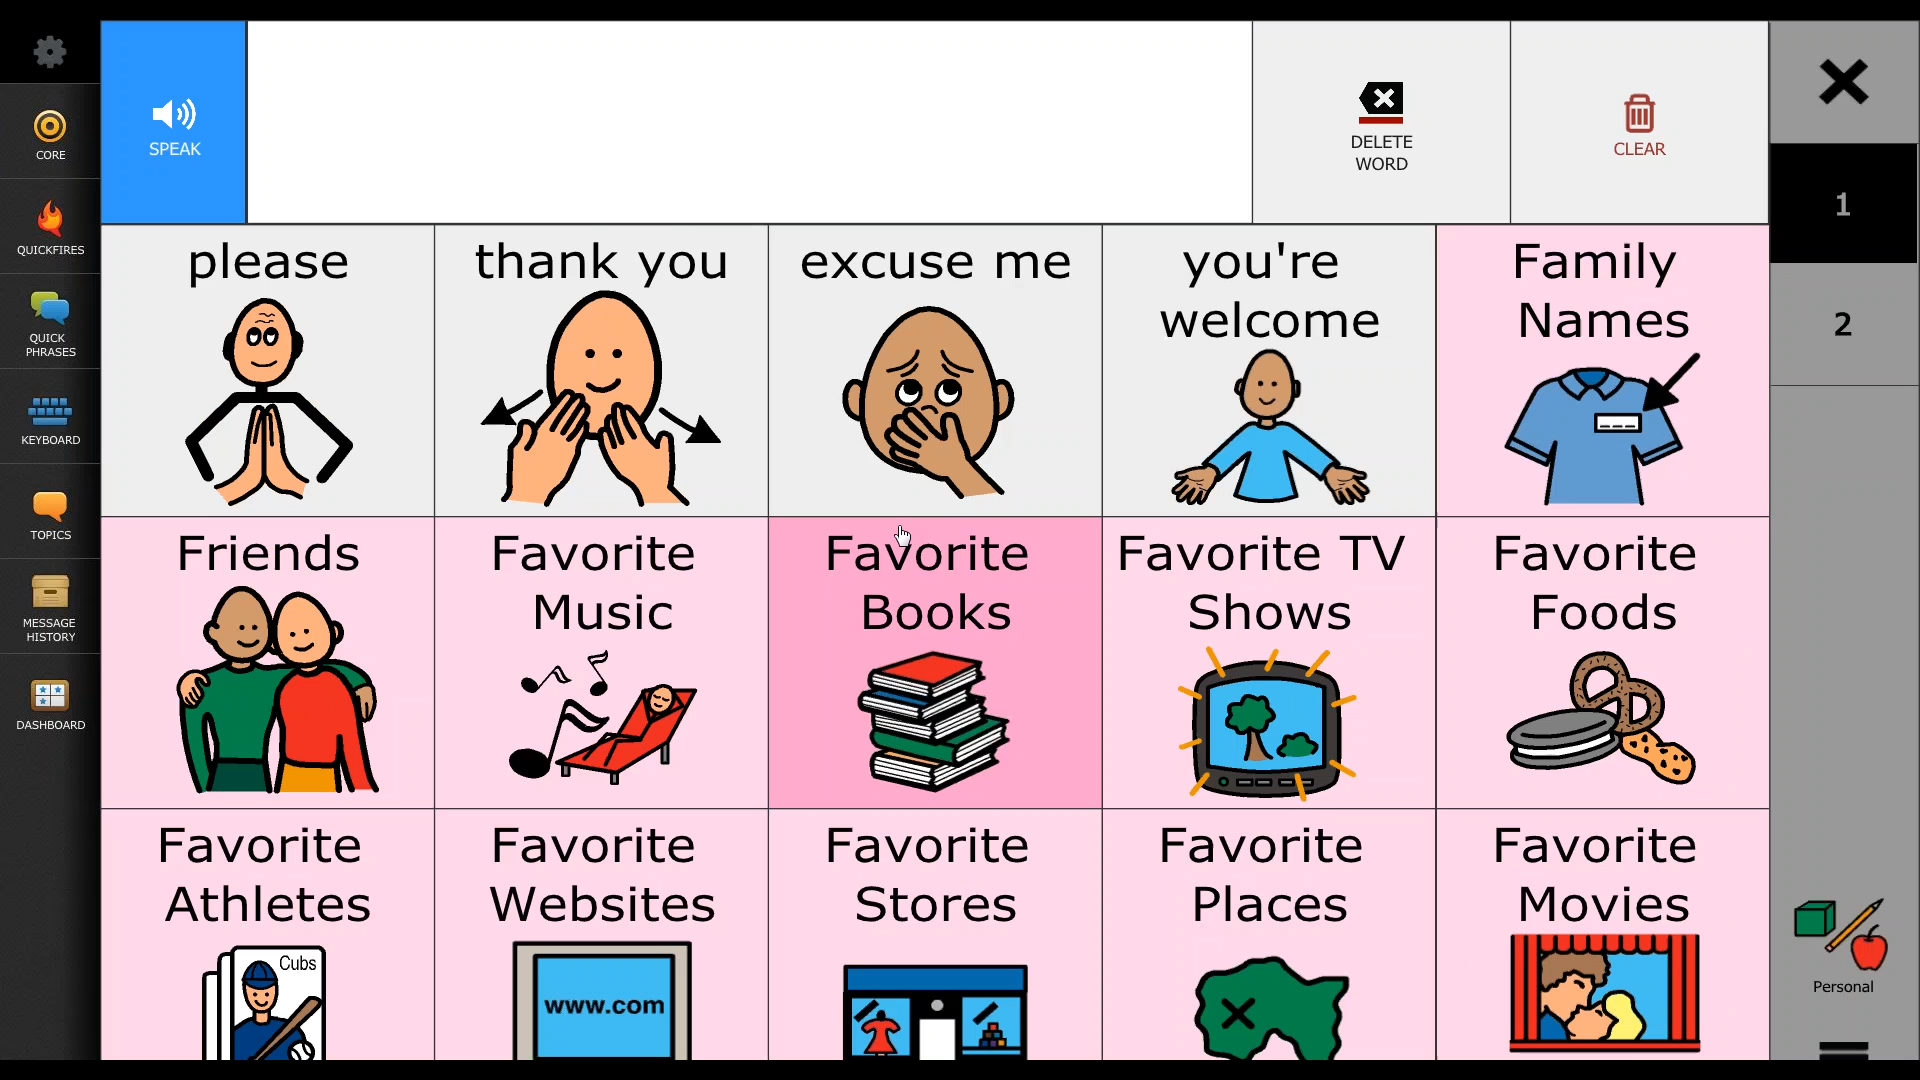 CORE
QUICKFIRES
QUICK
PHRASES
KEYBOARD
TOPICS
MESSAGE
HISTORY
DASHBOARD
SPEAK
DELETE
WORD
CLEAR
1
2
Personal
please
thank you
excuse me
you're
welcome
Family
Names
Friends
Favorite
Music
Favorite
Books
Favorite TV
Shows
Favorite
Foods
Favorite
Athletes
Cubs
Favorite
Websites
www.com
Favorite
Stores
Favorite
Places
Favorite
Movies